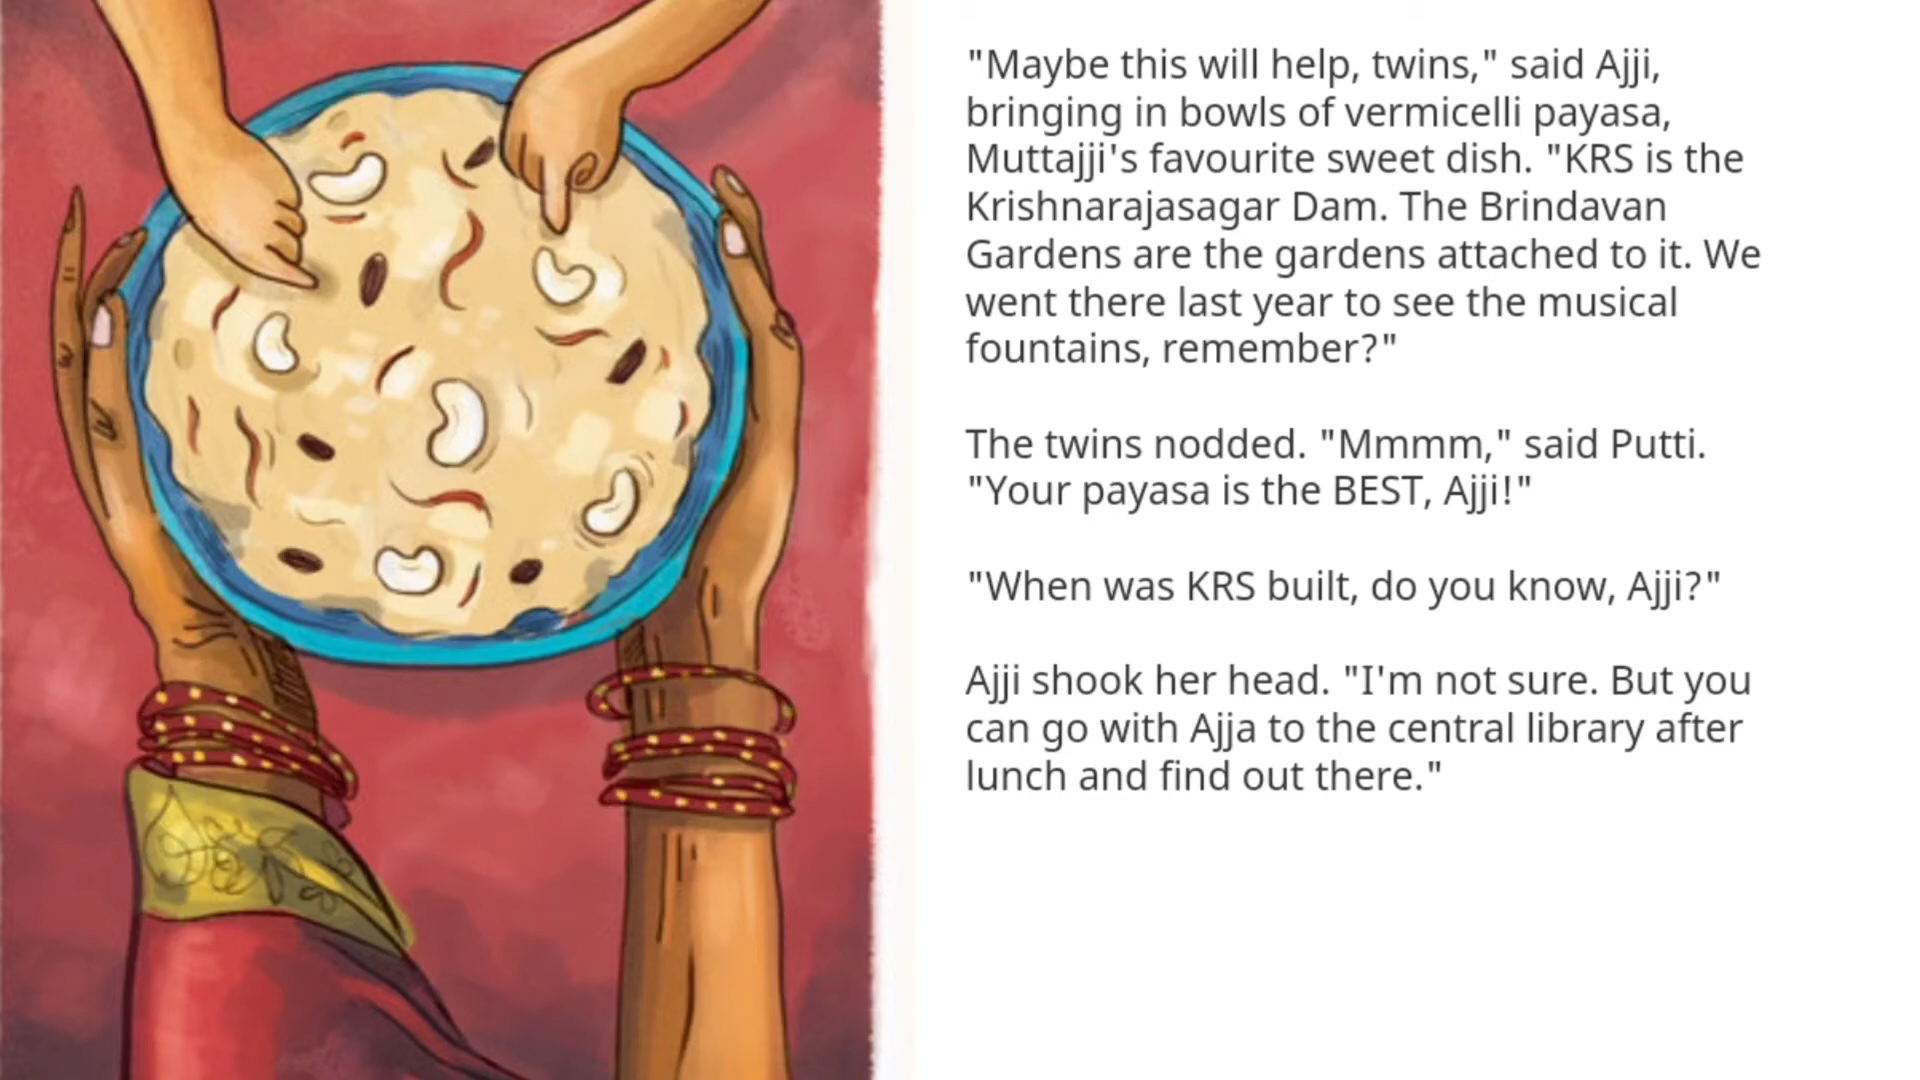 "Maybe this will help, twins," said Ajji,
bringing in bowls of vermicelli payasa,
Muttajji's favourite sweet dish. "KRS is the
Krishnarajasagar Dam. The Brindavan
Gardens are the gardens attached to it. We
went there last year to see the musical
fountains, remember?"
The twins nodded. "Mmmm," said Putti.
"Your payasa is the BEST, Ajji!"
"When was KRS built, do you know, Ajji?"
Ajji shook her head. "I'm not sure. But you
can go with Ajja to the central library after
lunch and find out there."